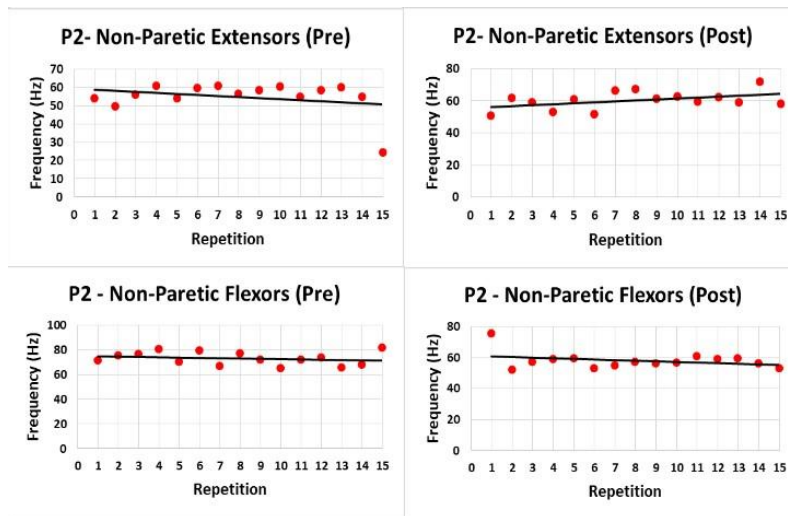 P2- Non-Paretic Extensors (Pre)
Frequency (Hz)
70
60
50
40
30
20
10
0
0 1 2 3 4 5 6 7 8 9 10 11 12 13 14 15
Repetition
P2- Non-Paretic Extensors (Post)
Frequency (Hz)
80
60
40
20
0
0 1 2 3 4 5 6 7 8 9 10 11 12 13 14 15
Repetition
P2 - Non-Paretic Flexors (Pre)
Frequency (Hz)
100
80
60
40
20
0
0 1 2 3 4 5 6 7 8 9 10 11 12 13 14 15
Repetition
P2 - Non-Paretic Flexors (Post)
Frequency (Hz)
80
60
40
20
0
0 1 2 3 4 5 6 7 8 9 10 11 12 13 14 15
Repetition